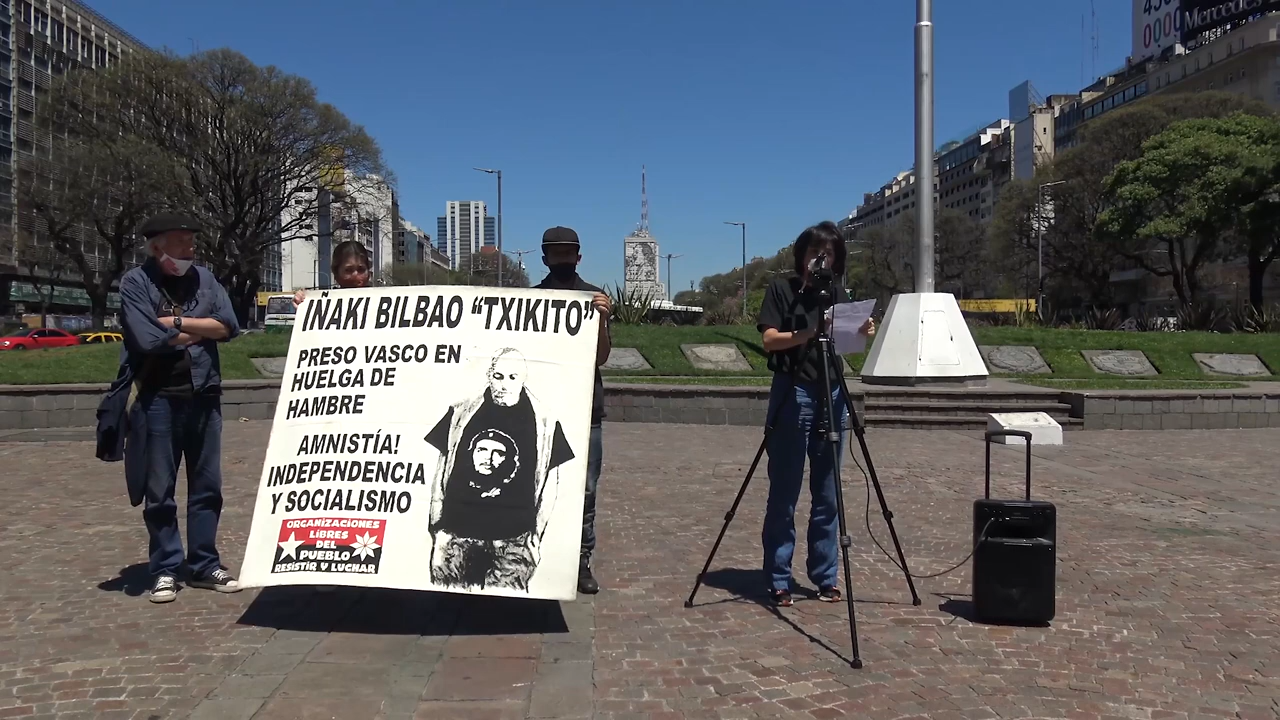 IÑAKI BILBAO "TXIKITO"
PRESO VASCO EN
HUELGA DE
HAMBRE
AMNISTÍA!
INDEPENDENCIA
Y SOCIALISMO
ORGANIZACIONES
LIBRES
DEL
PUEBLO
RESISTIR Y LUCHAR
Mercedes